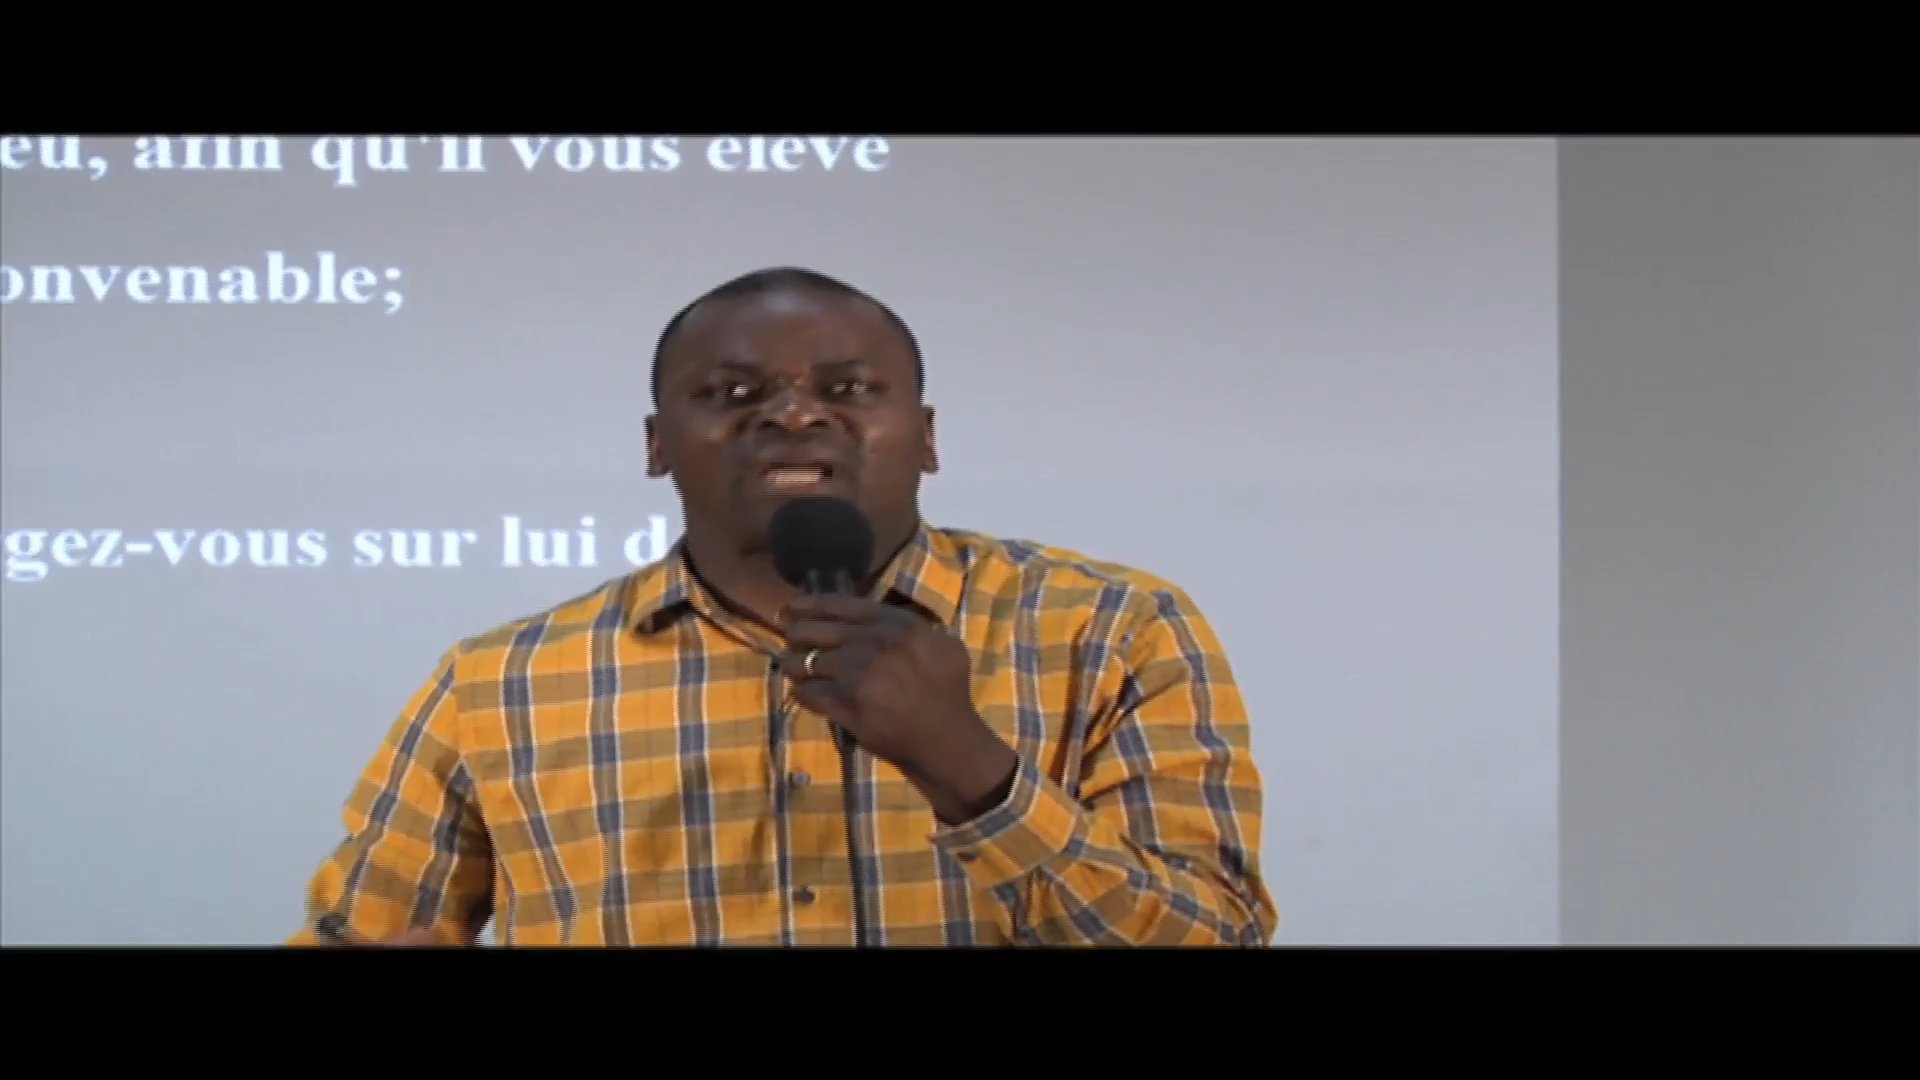 eu, afin qu'il vous élève
onvenable;
gez-vous sur lui d